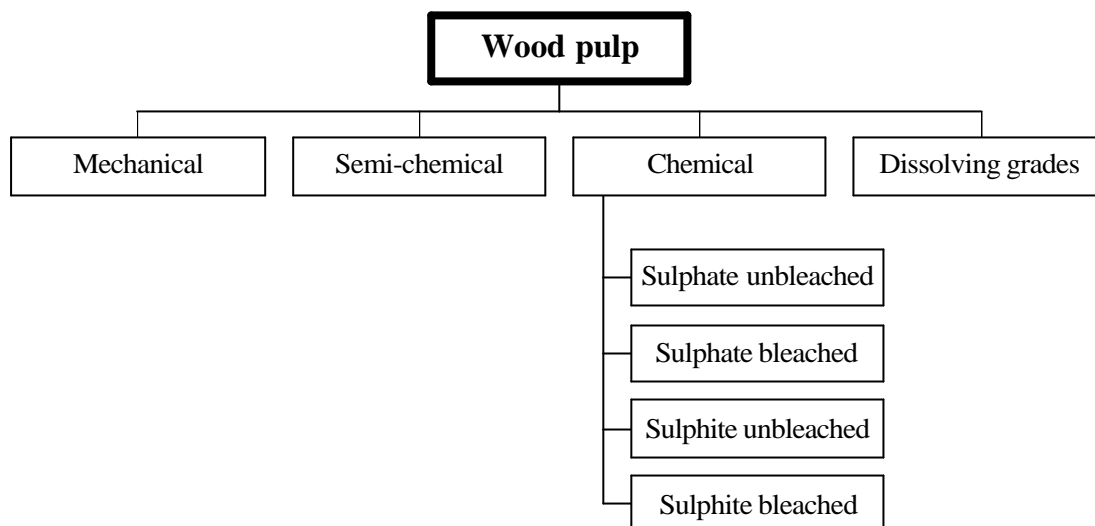 Wood pulp
Mechanical
Semi-chemical
Chemical
Dissolving grades
Sulphate unbleached
Sulphate bleached
Sulphite unbleached
Sulphite bleached